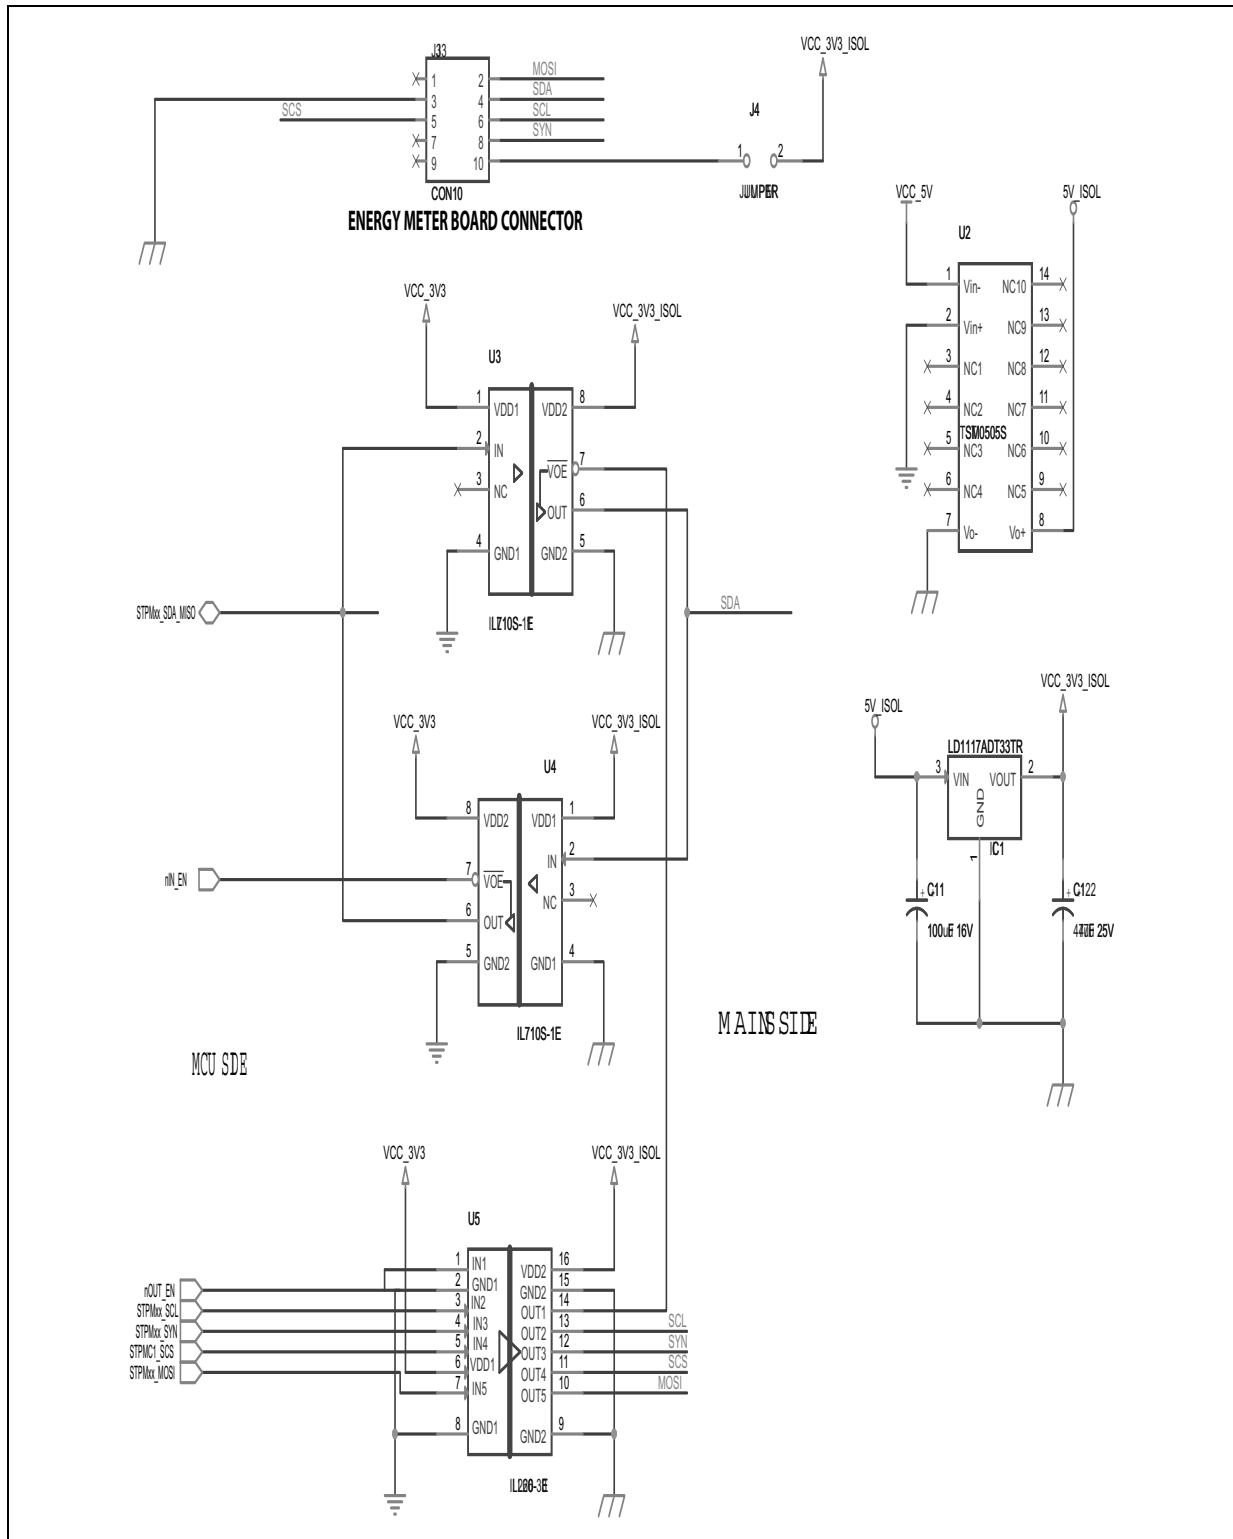 J3
VCC_3V3_ISOL
MOSI
1
2
SDA
3
4
SCS
SCL
5
6
SYN
7
8
9
10
J4
1
2
CON10
JUMPER
ENERGY METER BOARD CONNECTOR
VCC_5V
5V_ISOL
U2
1
Vin-
NC10
14
2
Vin+
NC9
13
3
NC1
NC8
12
4
NC2
NC7
11
TSM0505S
5
NC3
NC6
10
6
NC4
NC5
9
7
Vo-
Vo+
8
VCC_3V3
VCC_3V3_ISOL
U3
1
VDD1
VDD2
8
2
IN
VOE
7
3
NC
OUT
6
4
GND1
GND2
5
STPMxx_SDA_MISO
IL710S-1E
SDA
VCC_3V3
VCC_3V3_ISOL
U4
8
VDD2
VDD1
1
IN
2
nIN_EN
7
VOE
NC
3
6
OUT
5
GND2
GND1
4
IL710S-1E
5V_ISOL
VCC_3V3_ISOL
LD1117ADT33TR
3
VIN
VOUT
2
GND
1
IC1
+
C11
100uF 16V
+
25V
MAINS SIDE
MCU SIDE
VCC_3V3
VCC_3V3_ISOL
U5
1
IN1
VDD2
16
nOUT_EN
2
GND1
GND2
15
STPMxx_SCL
3
IN2
OUT1
14
STPMxx_SYN
4
IN3
OUT2
13
SCL
STPMC1_SCS
5
IN4
OUT3
12
SYN
STPMxx_MOSI
6
VDD1
OUT4
11
SCS
7
IN5
OUT5
10
MOSI
8
GND1
GND2
9